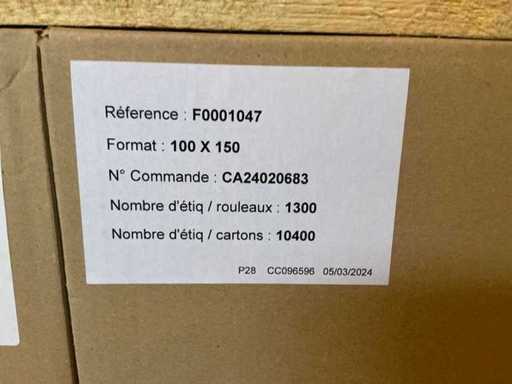 Réference : F0001047
Format : 100 X 150
N° Commande : CA24020683
Nombre d'étiq / rouleaux : 1300
Nombre d'étiq / cartons : 10400
P28 CC096596 05/03/2024